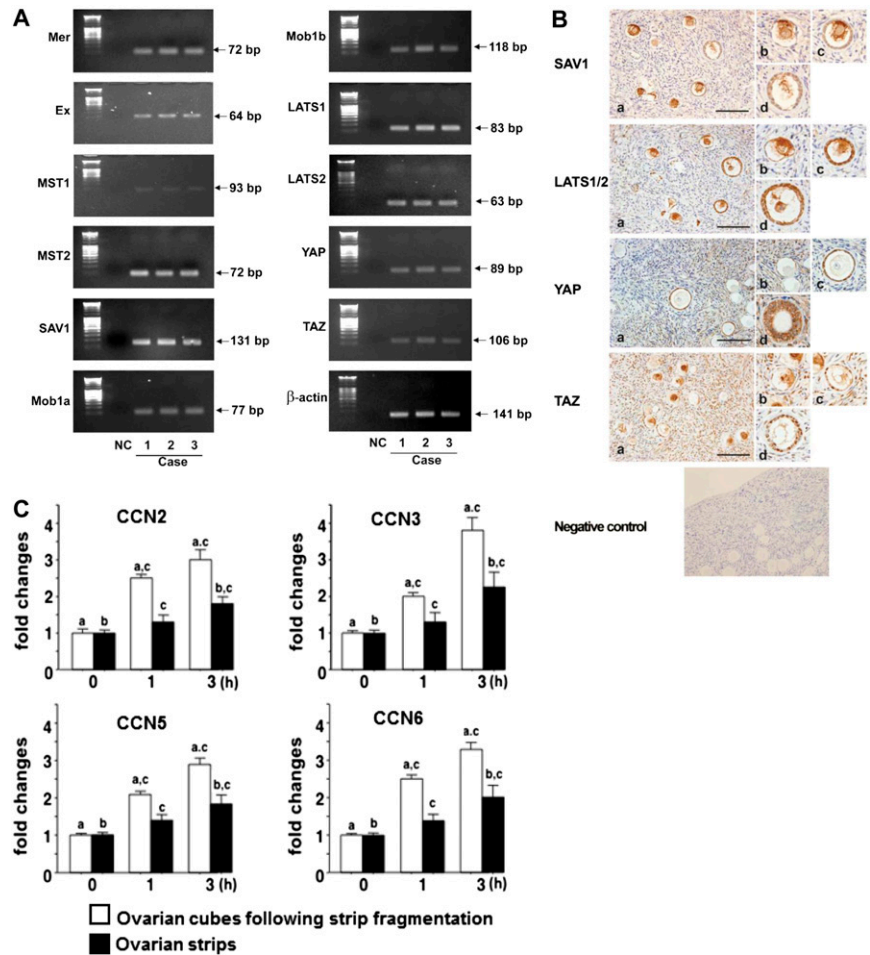 A
Mer
72 bp
Ex
64 bp
MST1
93 bp
MST2
72 bp
SAV1
131 bp
Mob1a
77 bp
NC 1 2 3
Case
Mob1b
118 bp
LATS1
83 bp
LATS2
63 bp
YAP
89 bp
TAZ
106 bp
β-actin
141 bp
NC 1 2 3
Case
B
SAV1
a
b
c
d
LATS1/2
a
b
c
d
YAP
a
b
c
d
TAZ
a
b
c
d
Negative control
C
CCN2
fold changes
4
3
2
1
0
a b a,c c a.c b,c
0 1 3 (h)
CCN3
fold changes
4
3
2
1
0
a b a,c c a.c b,c
0 1 3 (h)
CCN5
fold changes
4
3
2
1
0
a b a,c c a.c b,c
0 1 3 (h)
CCN6
fold changes
4
3
2
1
0
a b a,c c a.c b,c
0 1 3 (h)
Ovarian cubes following strip fragmentation
Ovarian strips